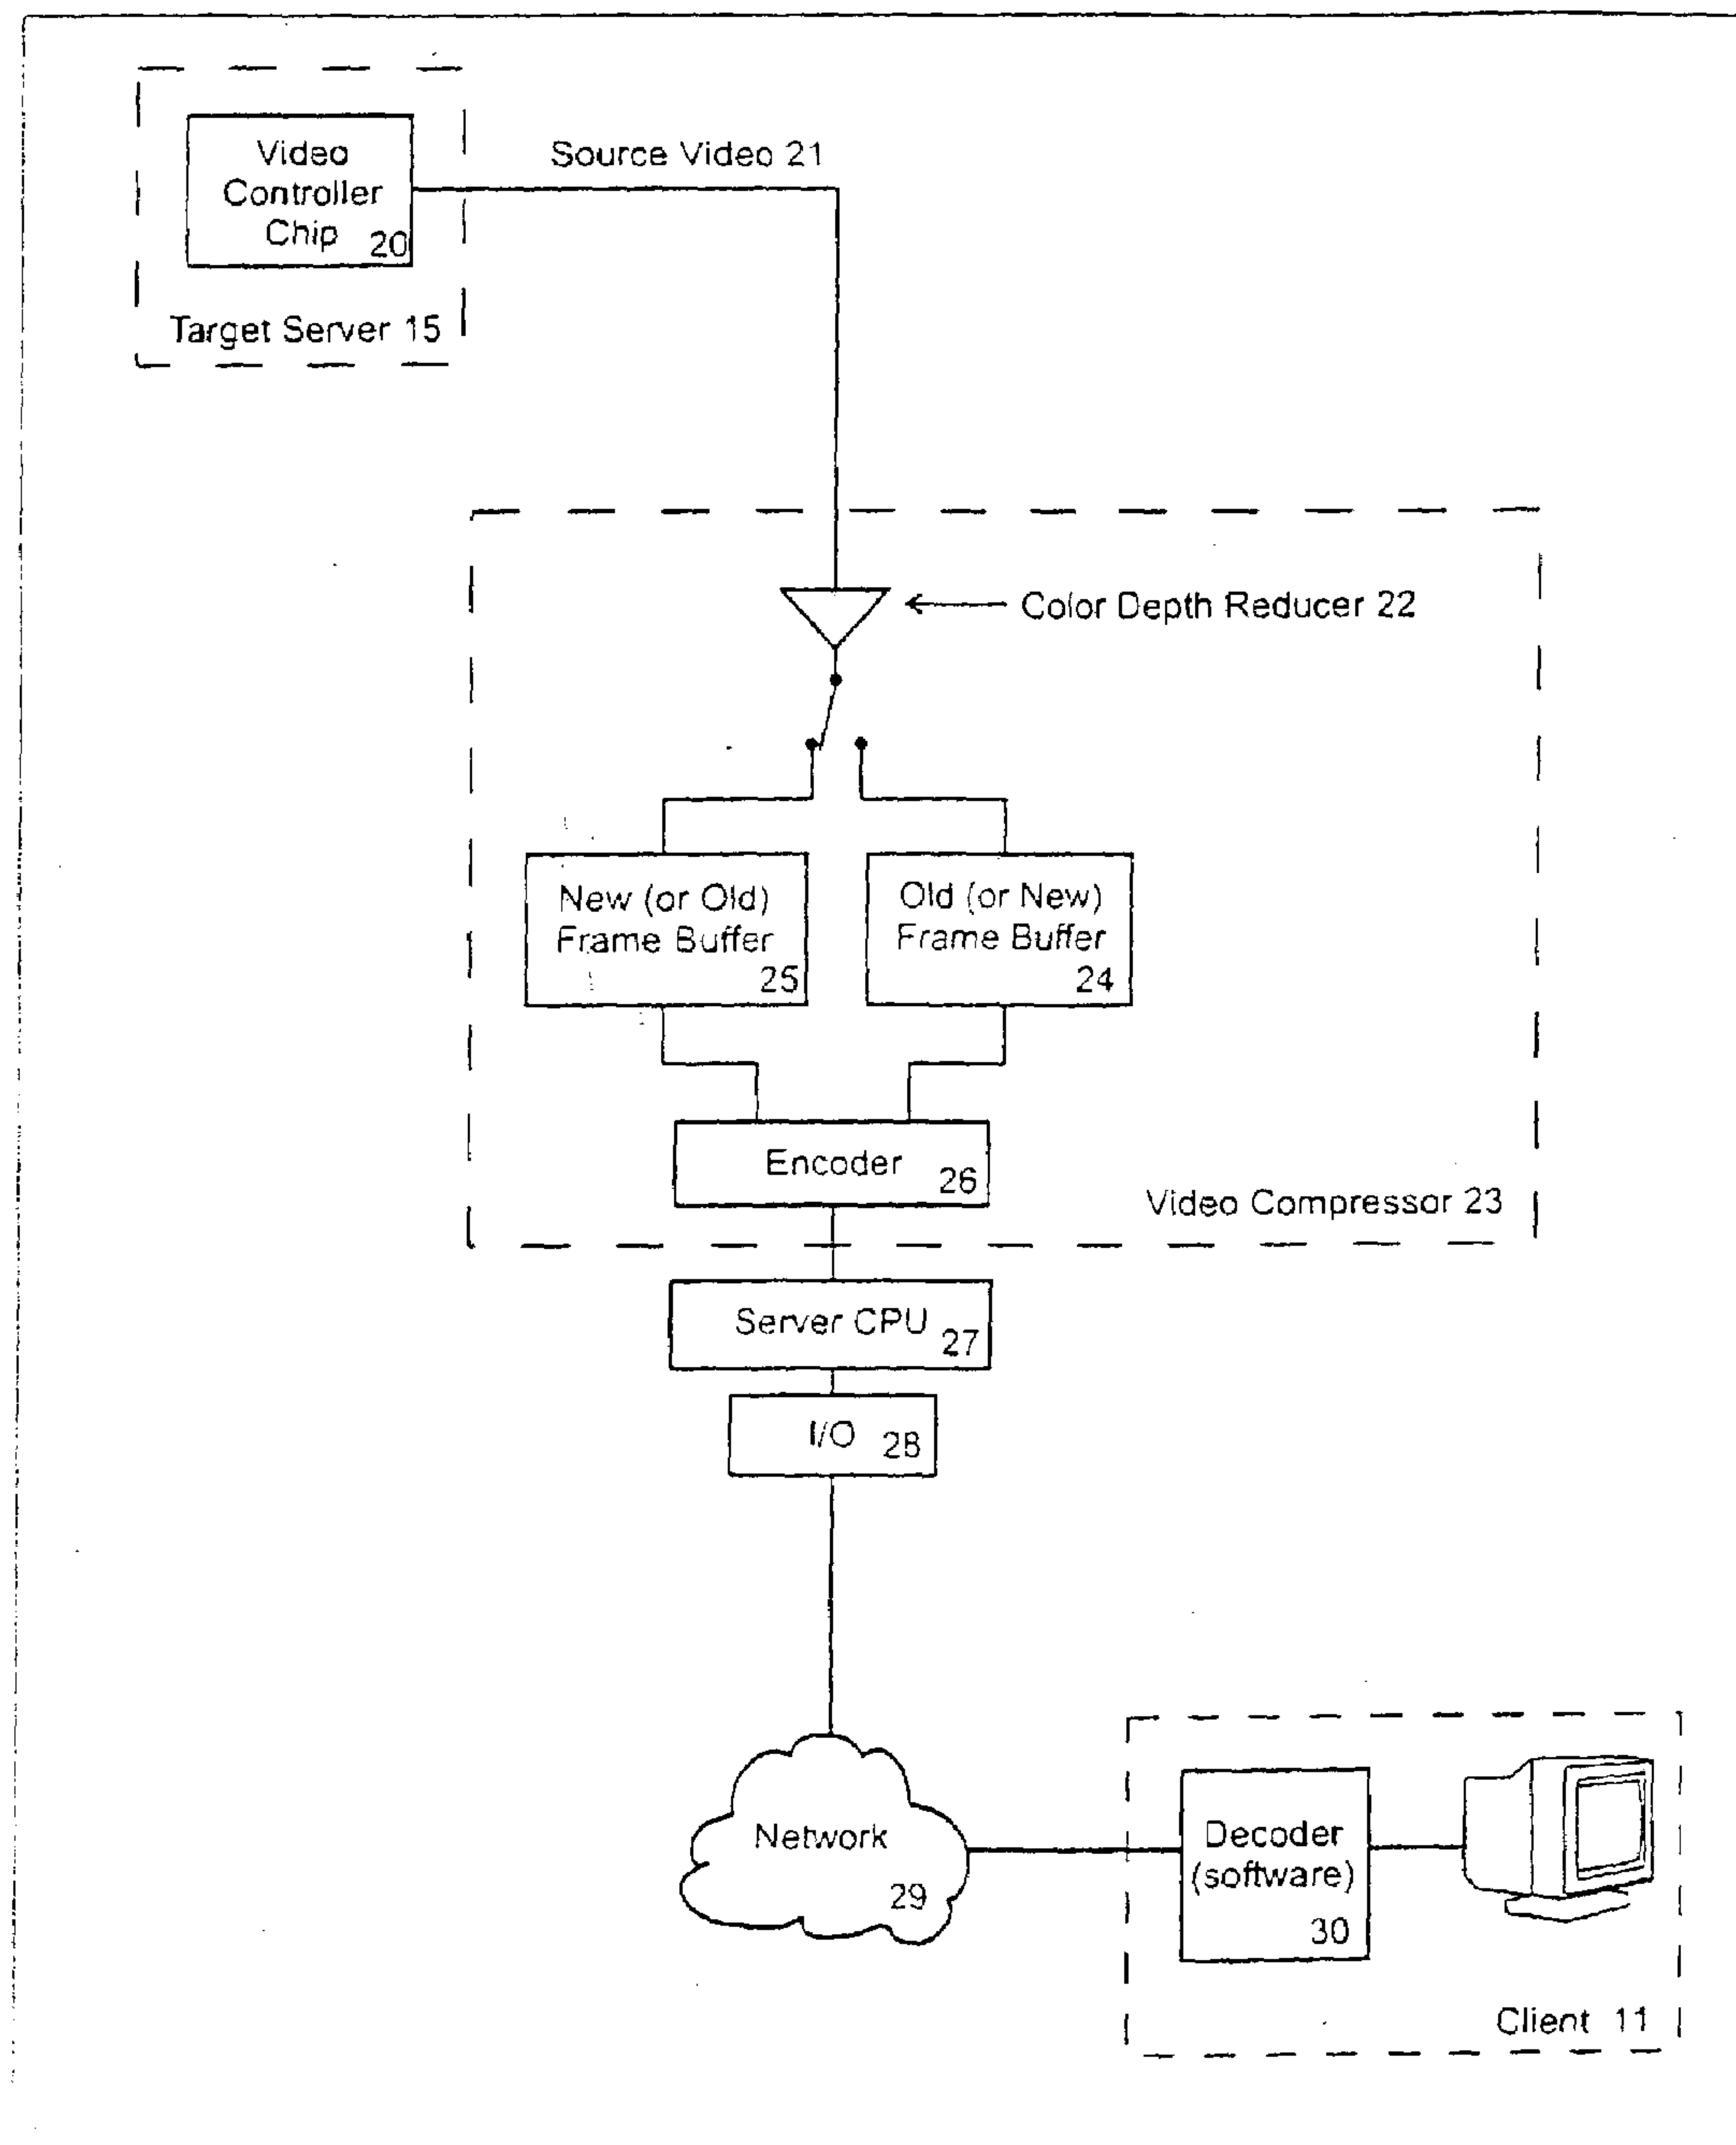 Video
Controller
Chip 20
Source Video 21
Target Server 15
Color Depth Reducer 22
New (or Old)
Frame Buffer
25
Old (or New)
Frame Buffer
24
Encoder 26
Video Compressor 23
Server CPU 27
I/O 28
Network
29
Decoder
(software)
30
Client 11